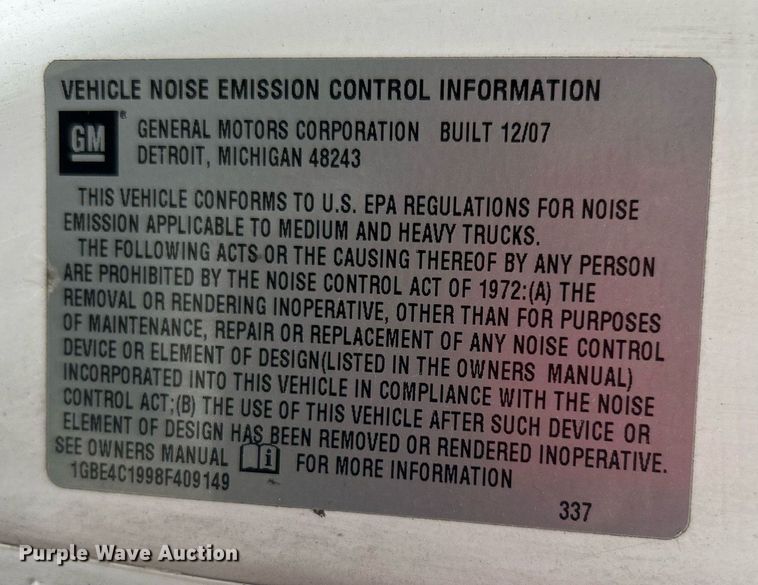 VEHICLE NOISE EMISSION CONTROL INFORMATION
GM
GENERAL MOTORS CORPORATION BUILT 12/07
DETROIT, MICHIGAN 48243
THIS VEHICLE CONFORMS TO U.S. EPA REGULATIONS FOR NOISE
EMISSION APPLICABLE TO MEDIUM AND HEAVY TRUCKS.
THE FOLLOWING ACTS OR THE CAUSING THEREOF BY ANY PERSON
ARE PROHIBITED BY THE NOISE CONTROL ACT OF 1972:(A) THE
REMOVAL OR RENDERING INOPERATIVE, OTHER THAN FOR PURPOSES
OF MAINTENANCE, REPAIR OR REPLACEMENT OF ANY NOISE CONTROL
DEVICE OR ELEMENT OF DESIGN(LISTED IN THE OWNERS MANUAL)
INCORPORATED INTO THIS VEHICLE IN COMPLIANCE WITH THE NOISE
CONTROL ACT;(B) THE USE OF THIS VEHICLE AFTER SUCH DEVICE OR
ELEMENT OF DESIGN HAS BEEN REMOVED OR RENDERED INOPERATIVE.
SEE OWNERS MANUAL i FOR MORE INFORMATION
1GBE4C1998F409149
337
Purple Wave Auction